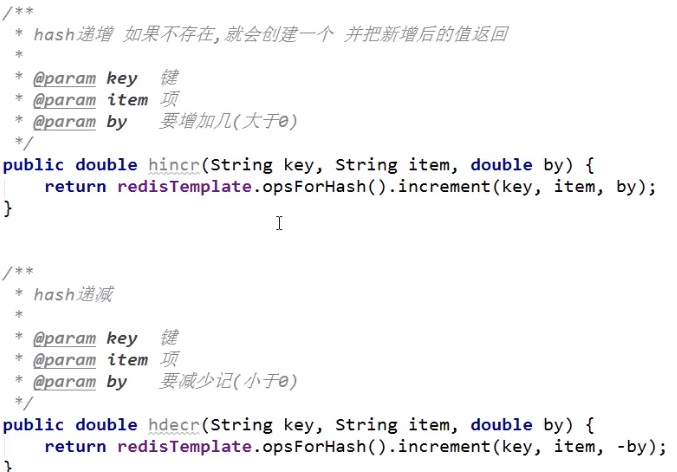 /**
 * hash递增 如果不存在,就会创建一个 并把新增后的值返回
 *
 * @param key  键
 * @param item 项
 * @param by   要增加几(大于0)
 */
public double hincr(String key, String item, double by) {
    return redisTemplate.opsForHash().increment(key, item, by);
}
/**
 * hash递减
 *
 * @param key  键
 * @param item 项
 * @param by   要减少记(小于0)
 */
public double hdecr(String key, String item, double by) {
    return redisTemplate.opsForHash().increment(key, item, -by);
}